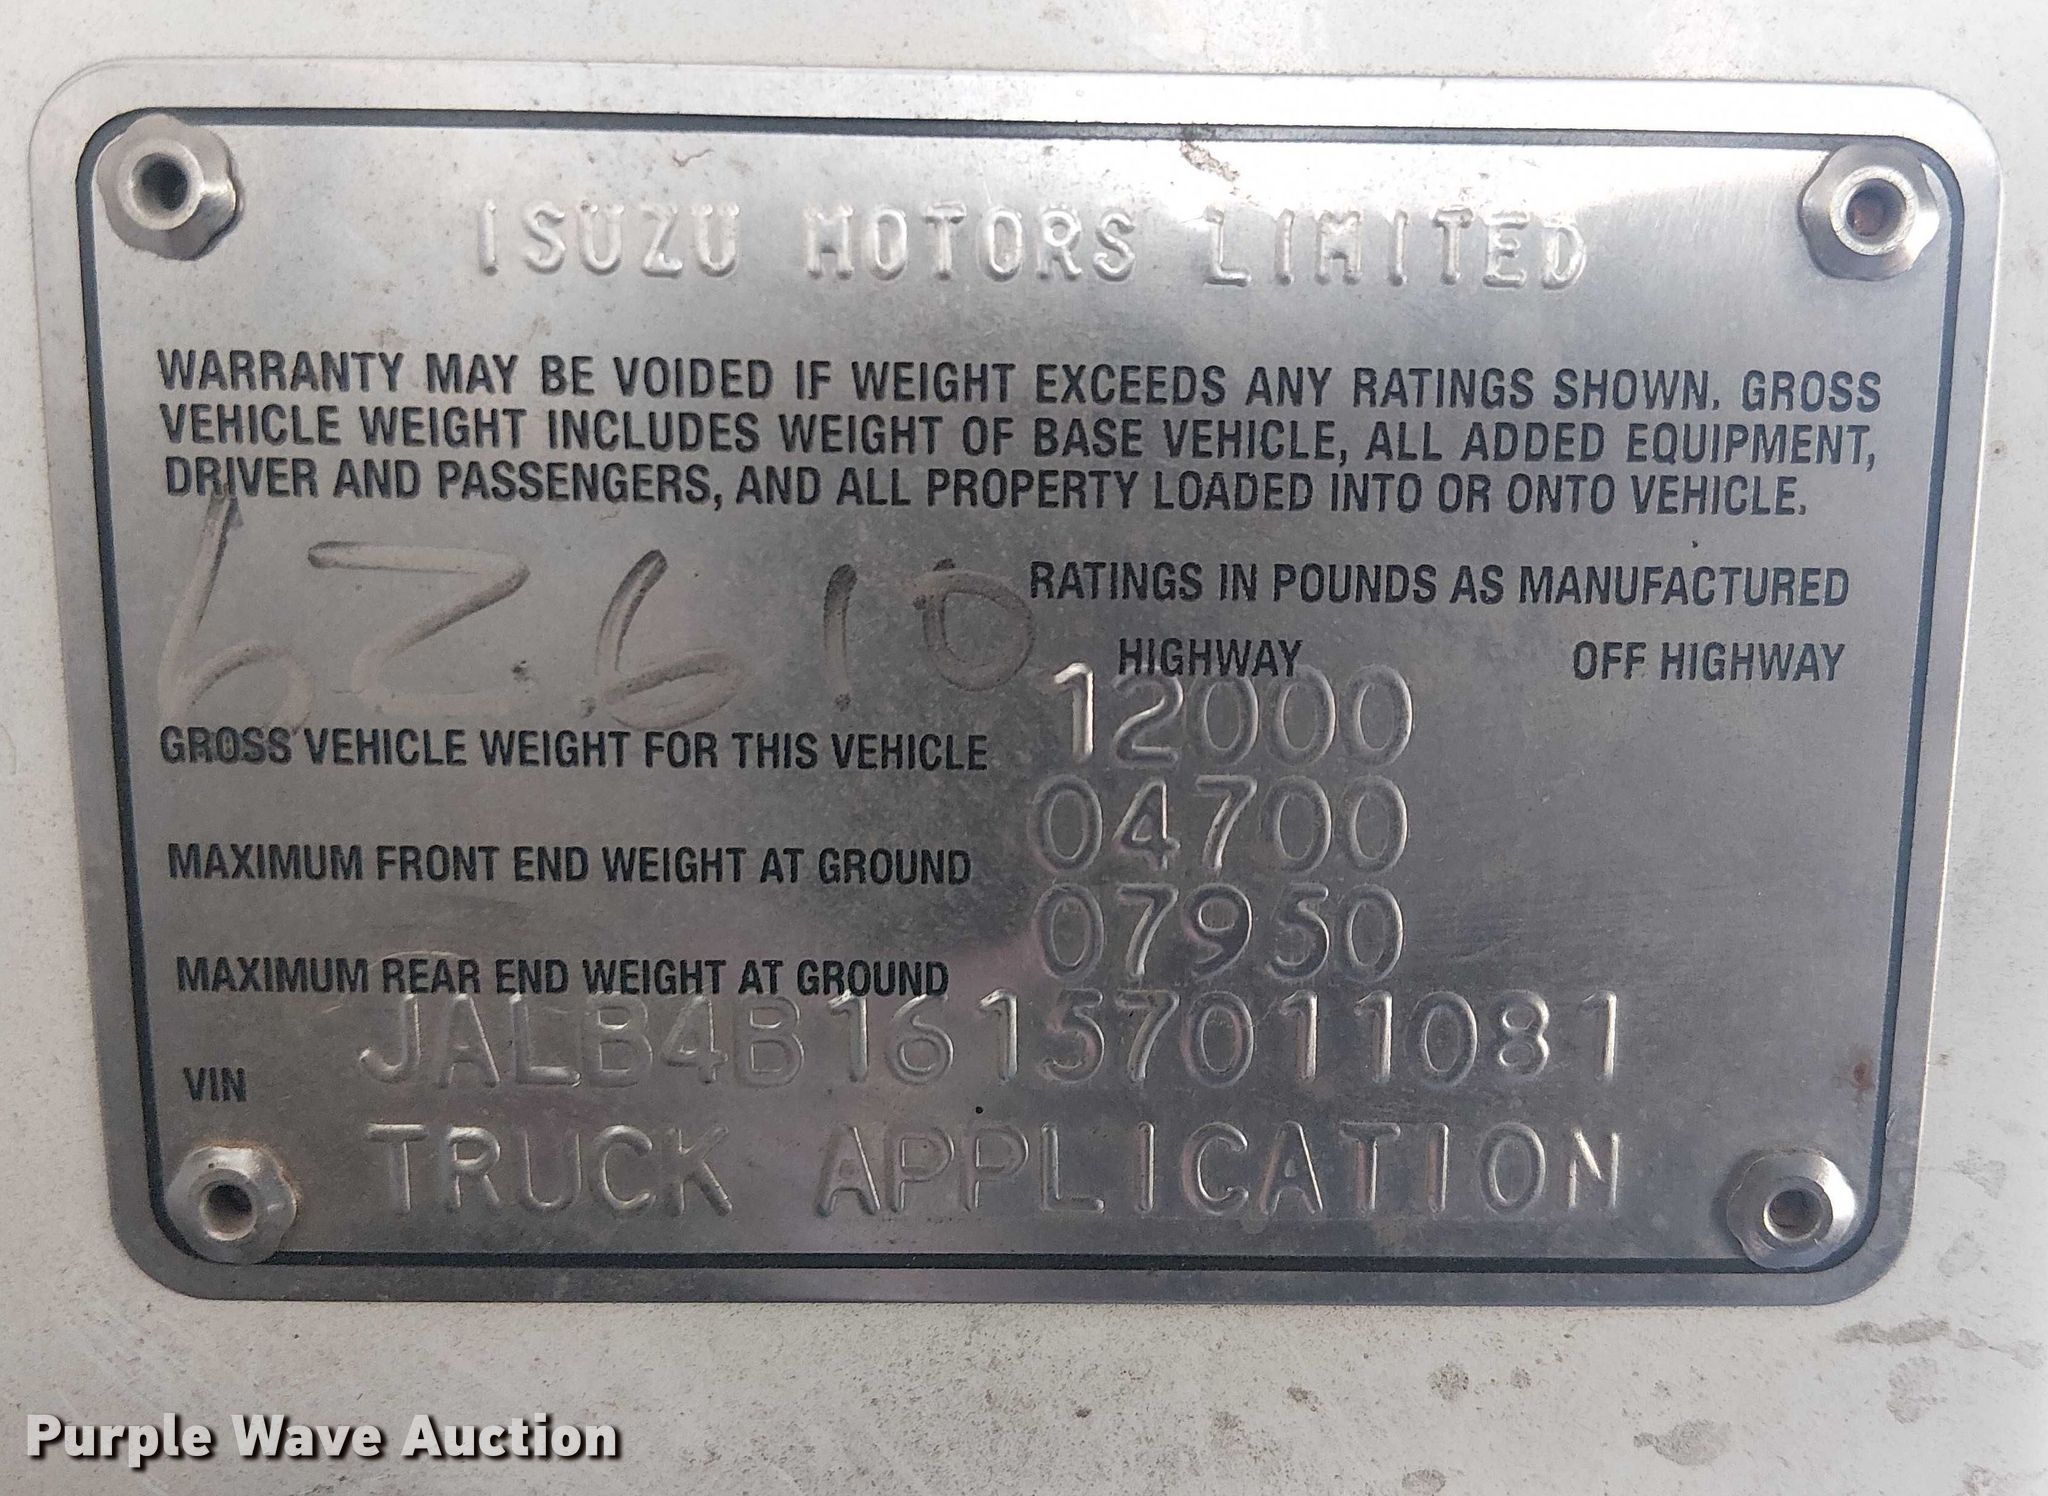 ISUZU MOTORS LIMITED
WARRANTY MAY BE VOIDED IF WEIGHT EXCEEDS ANY RATINGS SHOWN. GROSS
VEHICLE WEIGHT INCLUDES WEIGHT OF BASE VEHICLE, ALL ADDED EQUIPMENT,
DRIVER AND PASSENGERS, AND ALL PROPERTY LOADED INTO OR ONTO VEHICLE.
62610
RATINGS IN POUNDS AS MANUFACTURED
HIGHWAY OFF HIGHWAY
GROSS VEHICLE WEIGHT FOR THIS VEHICLE 12000
MAXIMUM FRONT END WEIGHT AT GROUND 04700
MAXIMUM REAR END WEIGHT AT GROUND 07950
VIN JALB4B16157011081
TRUCK APPLICATION
Purple Wave Auction